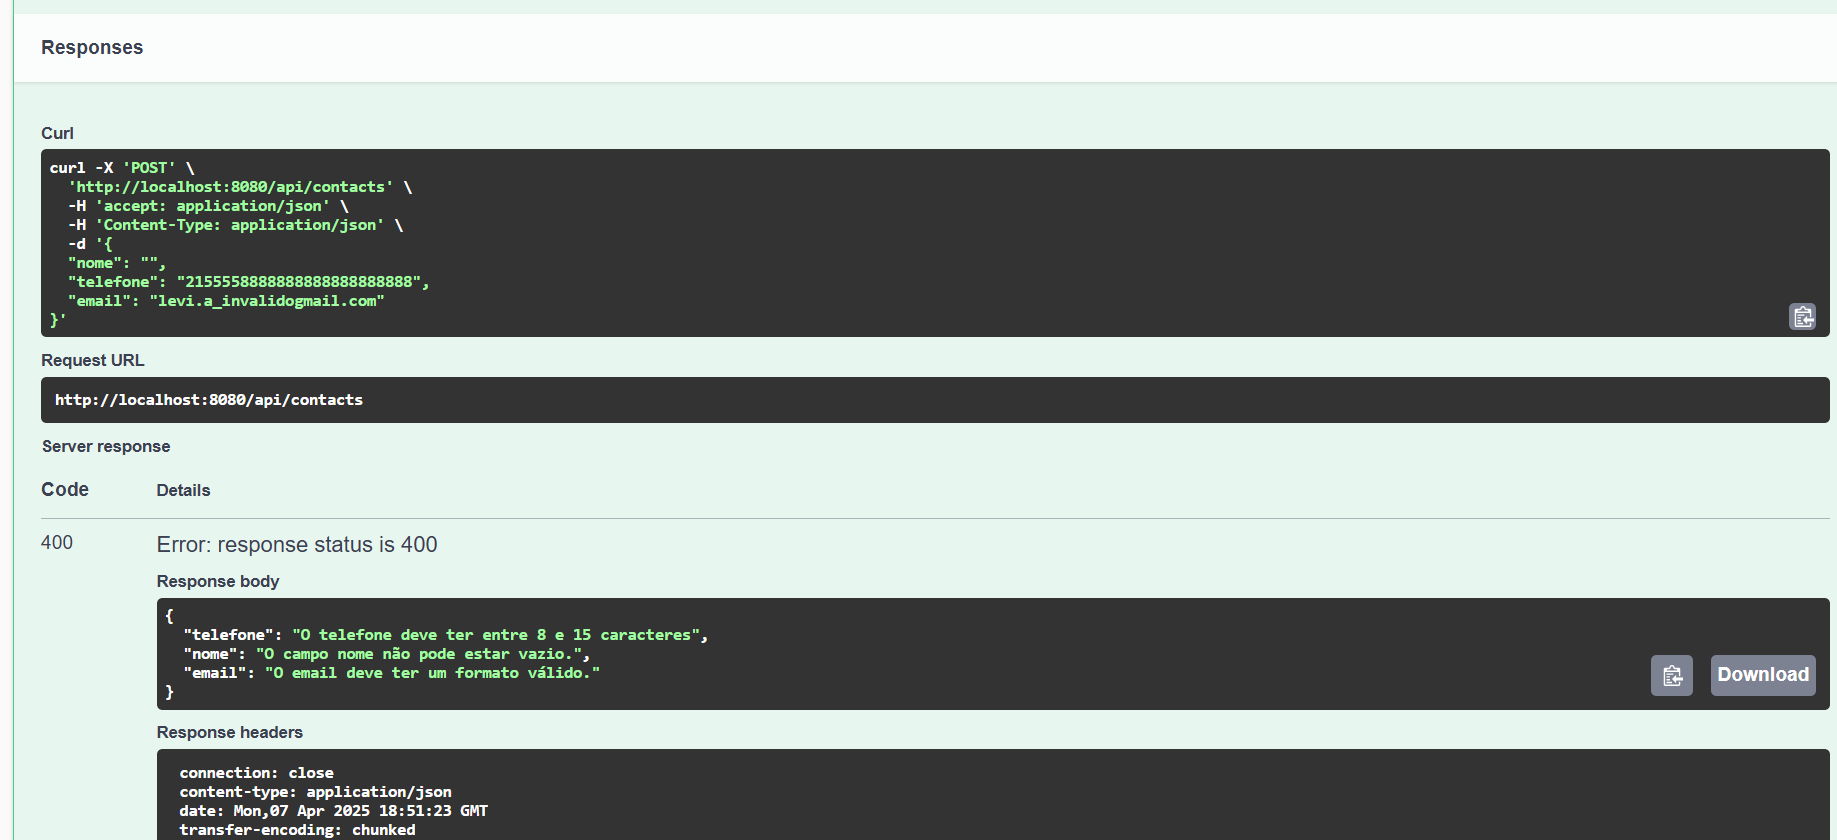 Responses
Curl
curl -X 'POST' \
'http://localhost:8080/api/contacts' \
-H 'accept: application/json' \
-H 'Content-Type: application/json' \
-d '{
"nome": "",
"telefone": "21555588888888888888888888",
"email": "levi.a_invalidogmail.com"
}'
Request URL
http://localhost:8080/api/contacts
Server response
Code Details
400 Error: response status is 400
Response body
{
"telefone": "O telefone deve ter entre 8 e 15 caracteres",
"nome": "O campo nome não pode estar vazio.",
"email": "O email deve ter um formato válido."
}
Download
Response headers
connection: close
content-type: application/json
date: Mon,07 Apr 2025 18:51:23 GMT
transfer-encoding: chunked